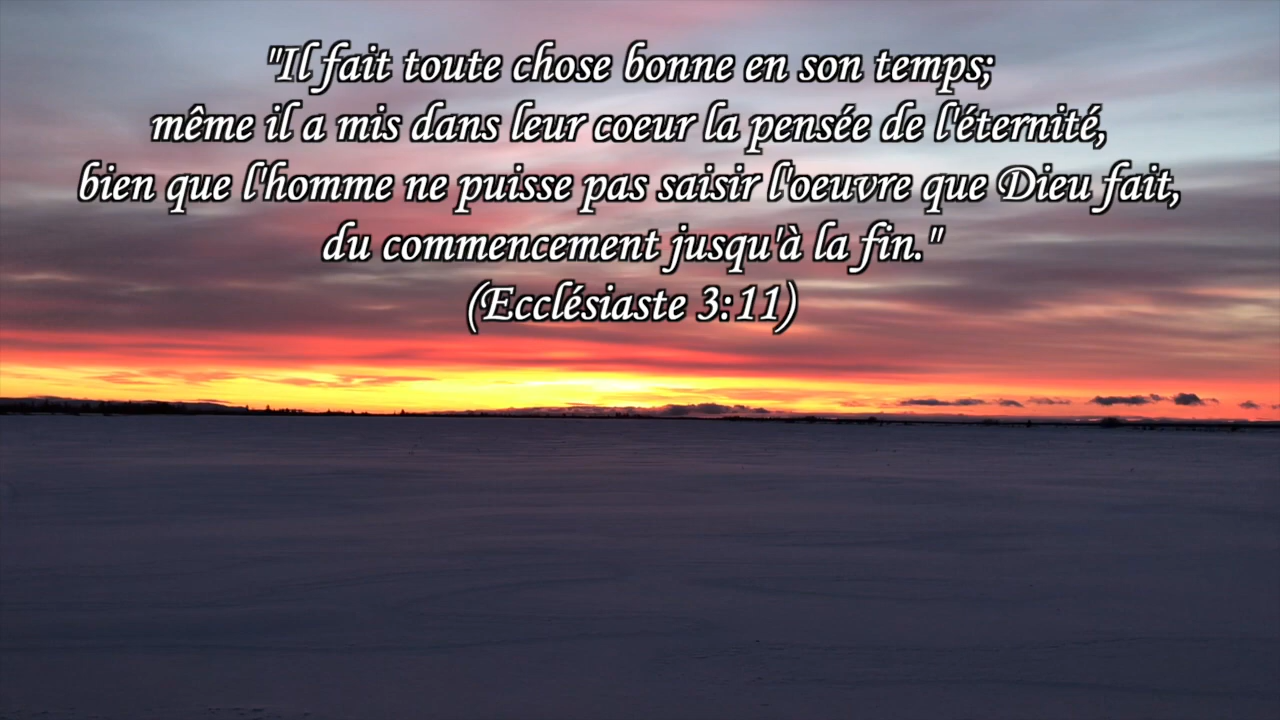 "Il fait toute chose bonne en son temps;
même il a mis dans leur coeur la pensée de l'éternité,
bien que l'homme ne puisse pas saisir l'oeuvre que Dieu fait,
du commencement jusqu'à la fin."
(Ecclésiaste 3:11)